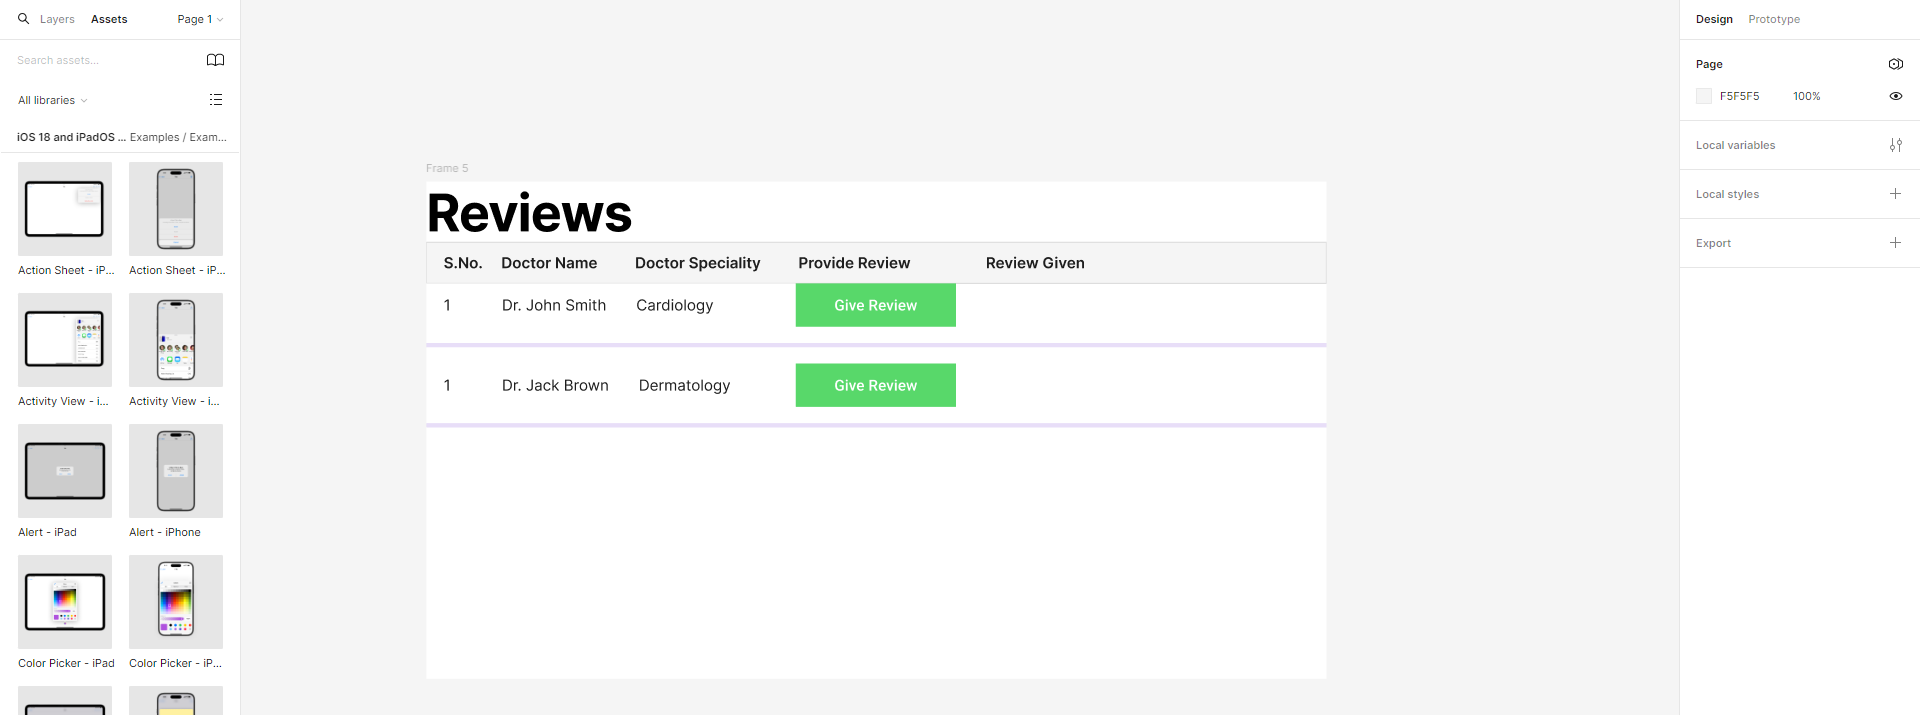 Layers Assets Page 1
Search assets...
All libraries
iOS 18 and iPadOS ... Examples / Exam...
Action Sheet - iP... Action Sheet - iP...
Activity View - i... Activity View - i...
Alert - iPad Alert - iPhone
Color Picker - iPad Color Picker - iP...
Frame 5
Reviews
S.No. Doctor Name Doctor Speciality Provide Review Review Given
1 Dr. John Smith Cardiology Give Review
1 Dr. Jack Brown Dermatology Give Review
Design Prototype
Page
F5F5F5 100%
Local variables
Local styles
Export